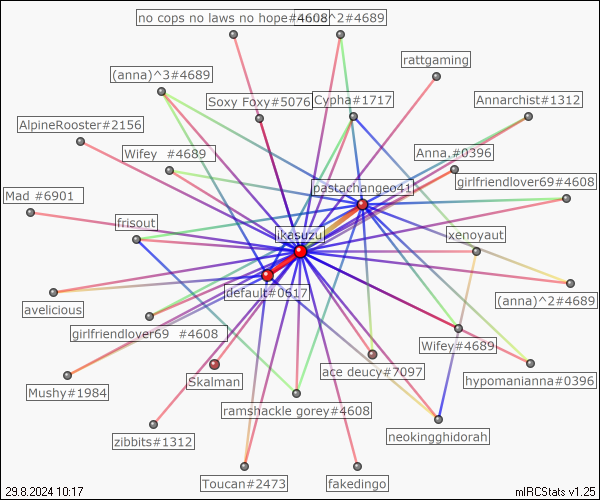 no cops no laws no hope#4608
^2#4689
rattgaming
(anna)^3#4689
Soxy Foxy#5076
Cypha#1717
Annarchist#1312
AlpineRooster#2156
Wifey #4689
Anna.#0396
pastachangeo41
girlfriendlover69#4608
Mad #6901
frisout
ikasuzu
xenoyaut
default#0617
(anna)^2#4689
avelicious
girlfriendlover69 #4608
Wifey#4689
Mushy#1984
Skalman
ace deucy#7097
hypomanianna#0396
ramshackle gorey#4608
zibbits#1312
neokingghidorah
Toucan#2473
fakedingo
29.8.2024 10:17
mIRCStats v1.25